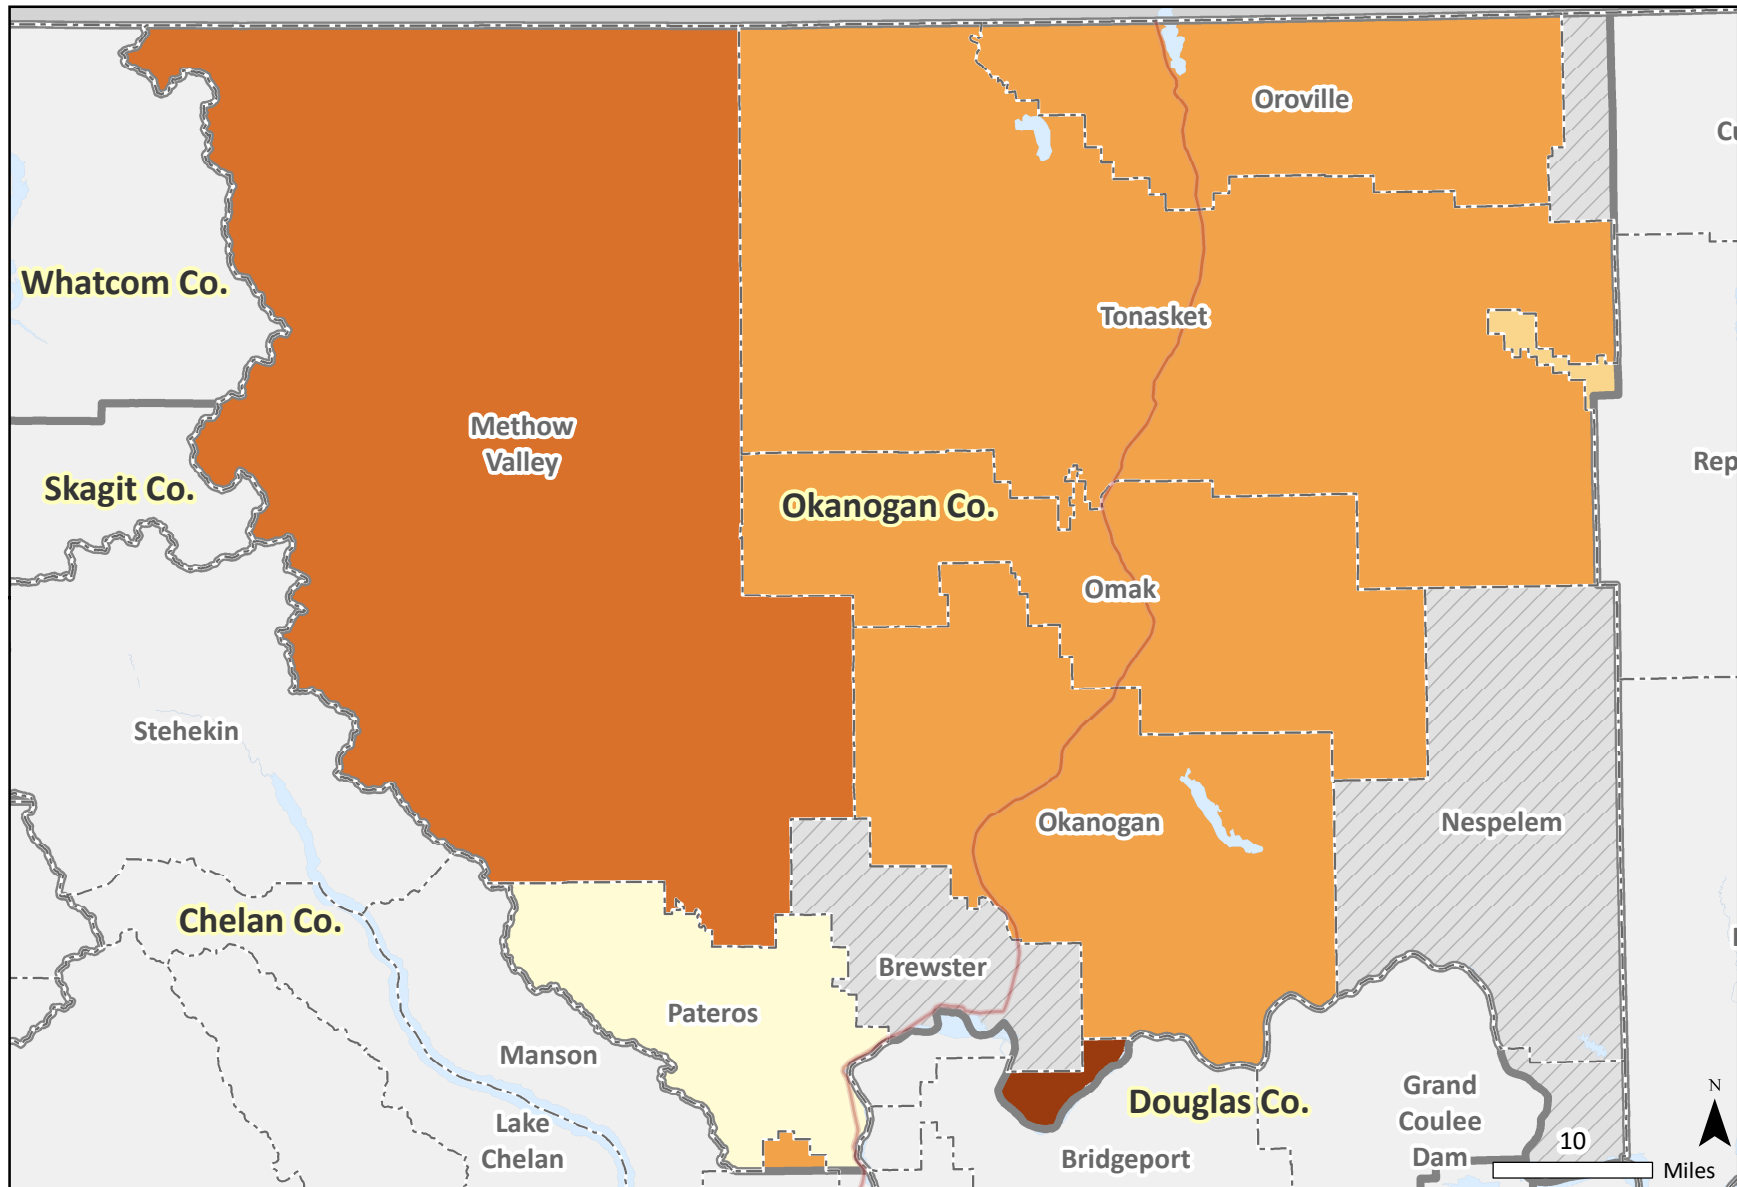 Oroville
Cu
Whatcom Co.
Tonasket
Methow
Valley
Rep
Skagit Co.
Okanogan Co.
Omak
Stehekin
Okanogan
Nespelem
Chelan Co.
Brewster
Pateros
Manson
Grand
Coulee
Dam
Douglas Co.
Lake
Chelan
Bridgeport
N
10
Miles